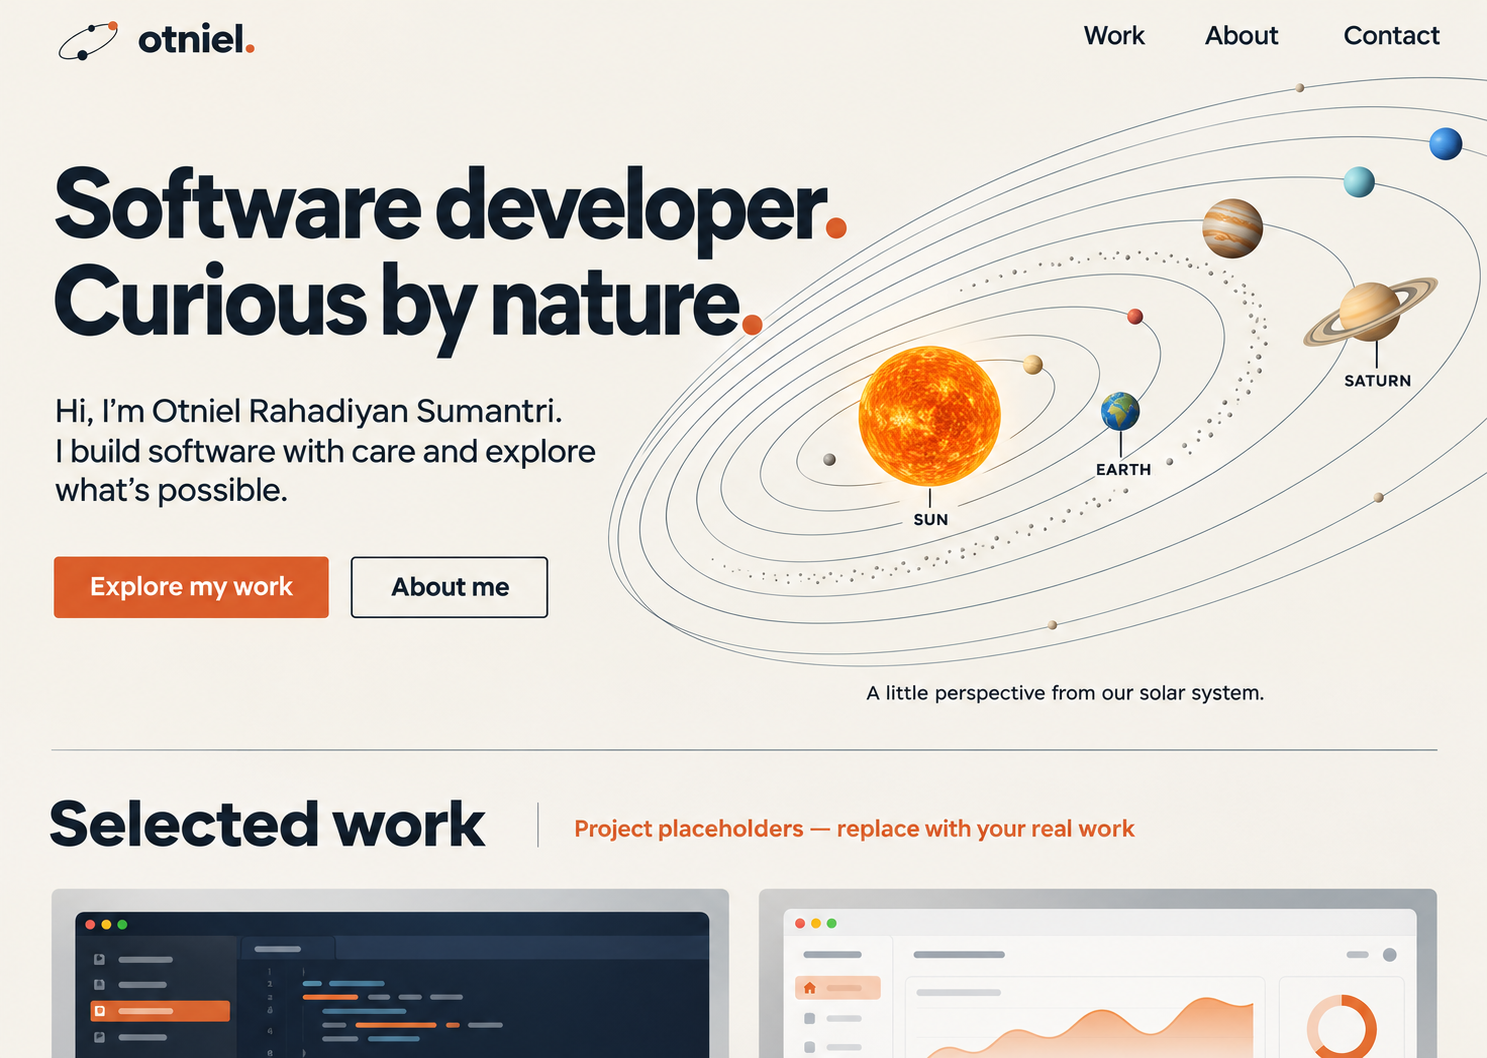 otniel.
Work
About
Contact
Software developer.
Curious by nature.
Hi, I’m Otniel Rahadiyan Sumantri.
I build software with care and explore
what’s possible.
Explore my work
About me
SATURN
EARTH
SUN
A little perspective from our solar system.
Selected work
Project placeholders — replace with your real work